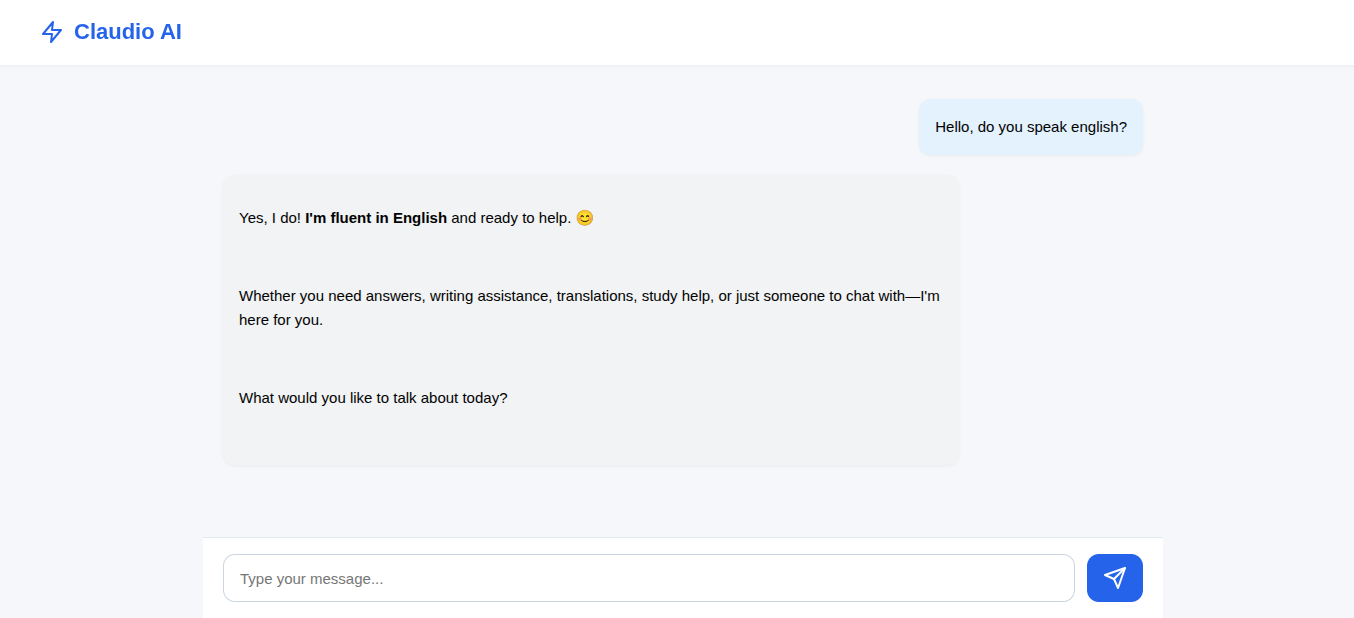 Claudio AI
Hello, do you speak english?
Yes, I do! I'm fluent in English and ready to help. 😊
Whether you need answers, writing assistance, translations, study help, or just someone to chat with—I'm
here for you.
What would you like to talk about today?
Type your message...